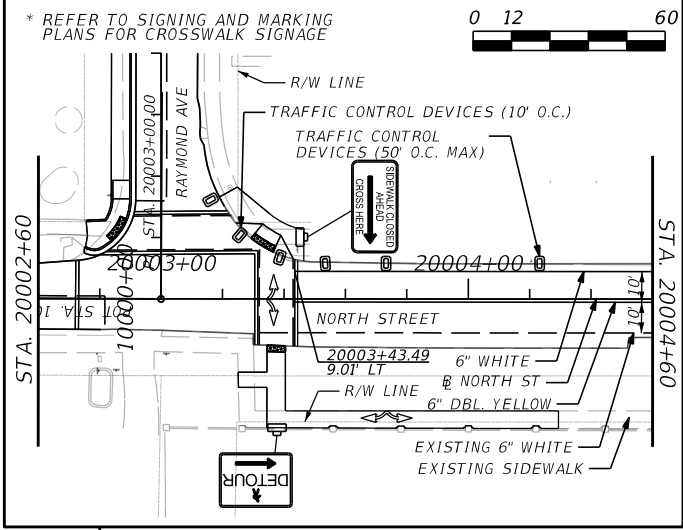 * REFER TO SIGNING AND MARKING
PLANS FOR CROSSWALK SIGNAGE
0 12 60
R/W LINE
TRAFFIC CONTROL DEVICES (10' O.C.)
TRAFFIC CONTROL
DEVICES (50' O.C. MAX)
STA. 20003+00.00
RAYMOND AVE
SIDEWALK CLOSED
AHEAD
CROSS HERE
STA. 20002+60
STA. 20004+60
20003+00
20004+00
10000+00
POT STA. 10
10'
10'
NORTH STREET
20003+43.49
9.01' LT
6" WHITE
R/W LINE
B NORTH ST
6" DBL. YELLOW
EXISTING 6" WHITE
EXISTING SIDEWALK
DETOUR